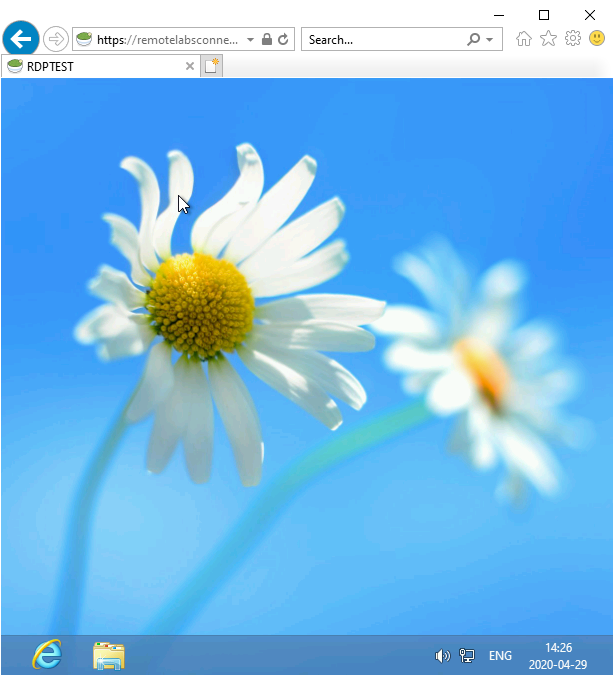 https://remotelabsconne...
Search...
RDPTEST
ENG
14:26
2020-04-29